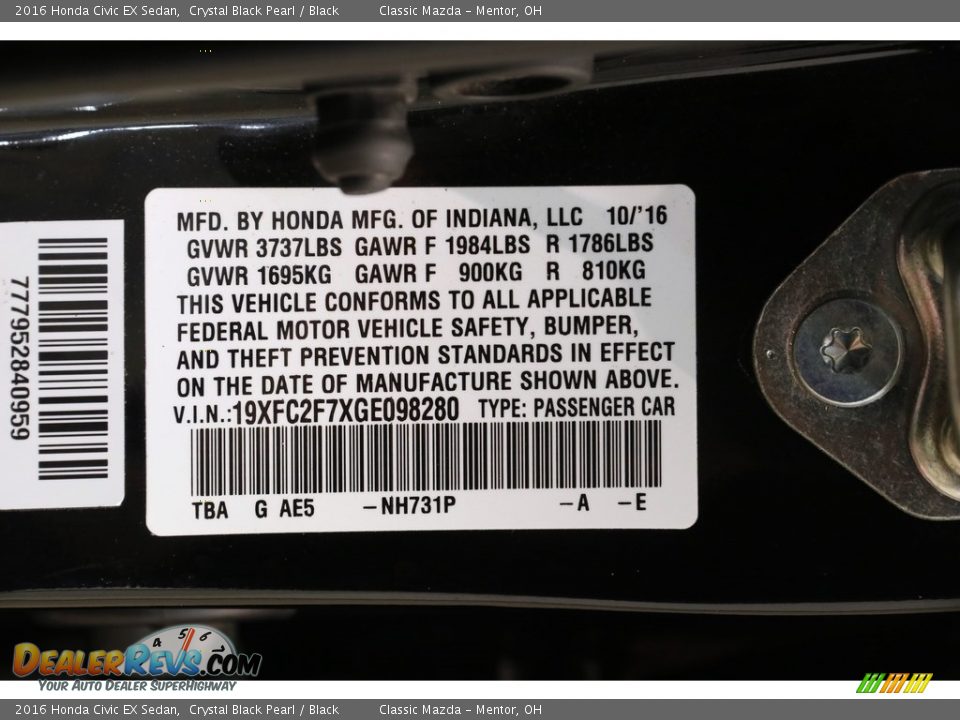 2016 Honda Civic EX Sedan, Crystal Black Pearl / Black Classic Mazda – Mentor, OH
MFD. BY HONDA MFG. OF INDIANA, LLC 10/'16
GVWR 3737LBS GAWR F 1984LBS R 1786LBS
GVWR 1695KG GAWR F 900KG R 810KG
THIS VEHICLE CONFORMS TO ALL APPLICABLE
FEDERAL MOTOR VEHICLE SAFETY, BUMPER,
AND THEFT PREVENTION STANDARDS IN EFFECT
ON THE DATE OF MANUFACTURE SHOWN ABOVE.
V.I.N.:19XFC2F7XGE098280 TYPE: PASSENGER CAR
TBA G AE5 –NH731P –A –E
777952840959
4 5 6
DEALERREVS.COM
YOUR AUTO DEALER SUPERHIGHWAY
2016 Honda Civic EX Sedan, Crystal Black Pearl / Black Classic Mazda – Mentor, OH